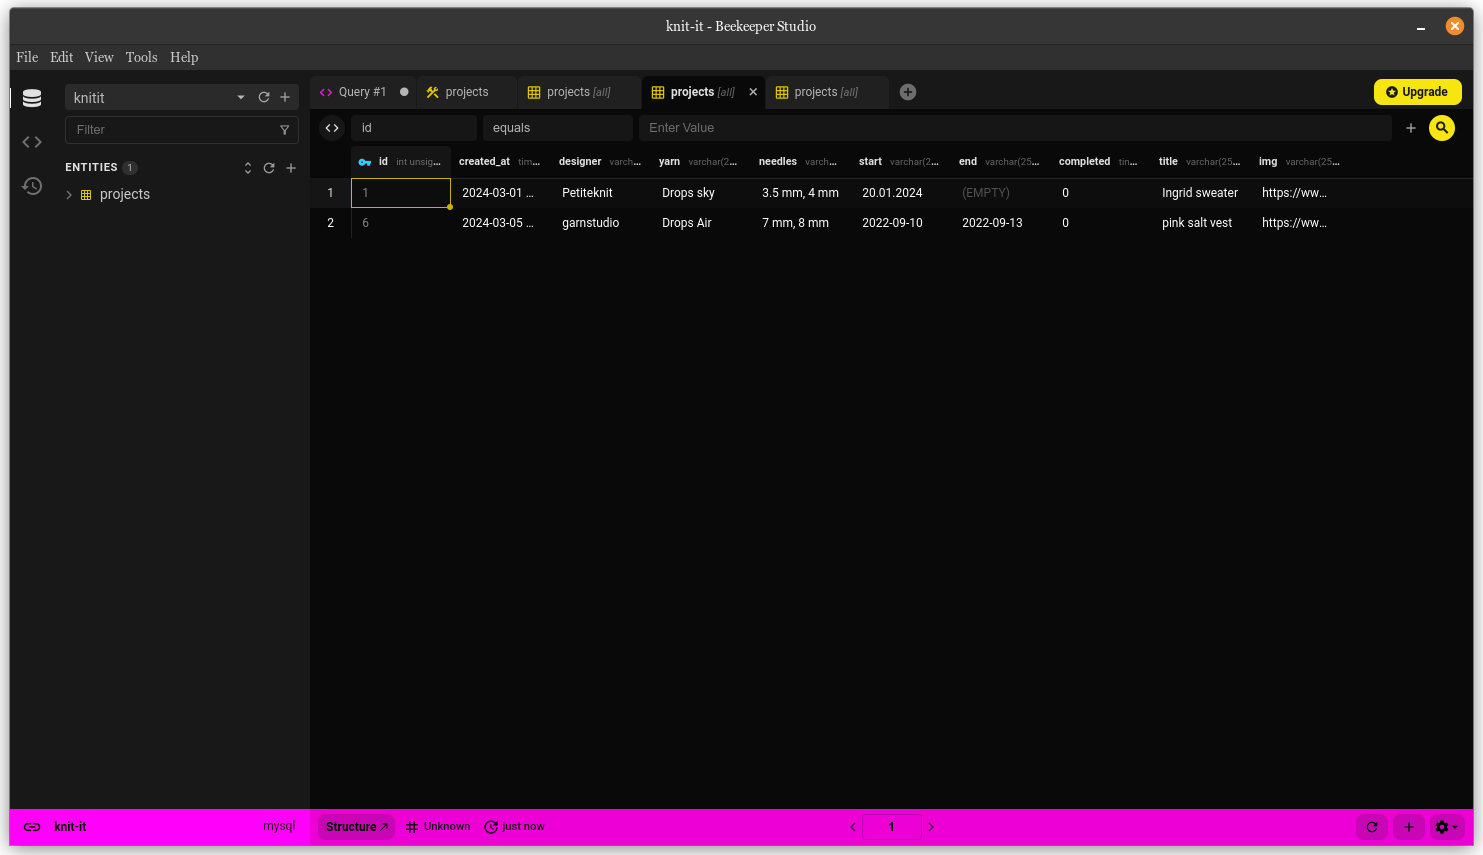 knit-it - Beekeeper Studio
File Edit View Tools Help
knitit
Filter
ENTITIES 1
projects
Query #1 projects projects [all] projects [all] projects [all] Upgrade
id equals Enter Value
id int unsig... created_at tim... designer varch... yarn varchar(2... needles varch... start varchar(2... end varchar(25... completed tin... title varchar(25... img varchar(25...
1 1 2024-03-01 ... Petiteknit Drops sky 3.5 mm, 4 mm 20.01.2024 (EMPTY) 0 Ingrid sweater https://ww...
2 6 2024-03-05 ... garnstudio Drops Air 7 mm, 8 mm 2022-09-10 2022-09-13 0 pink salt vest https://ww...
knit-it mysql Structure Unknown just now 1